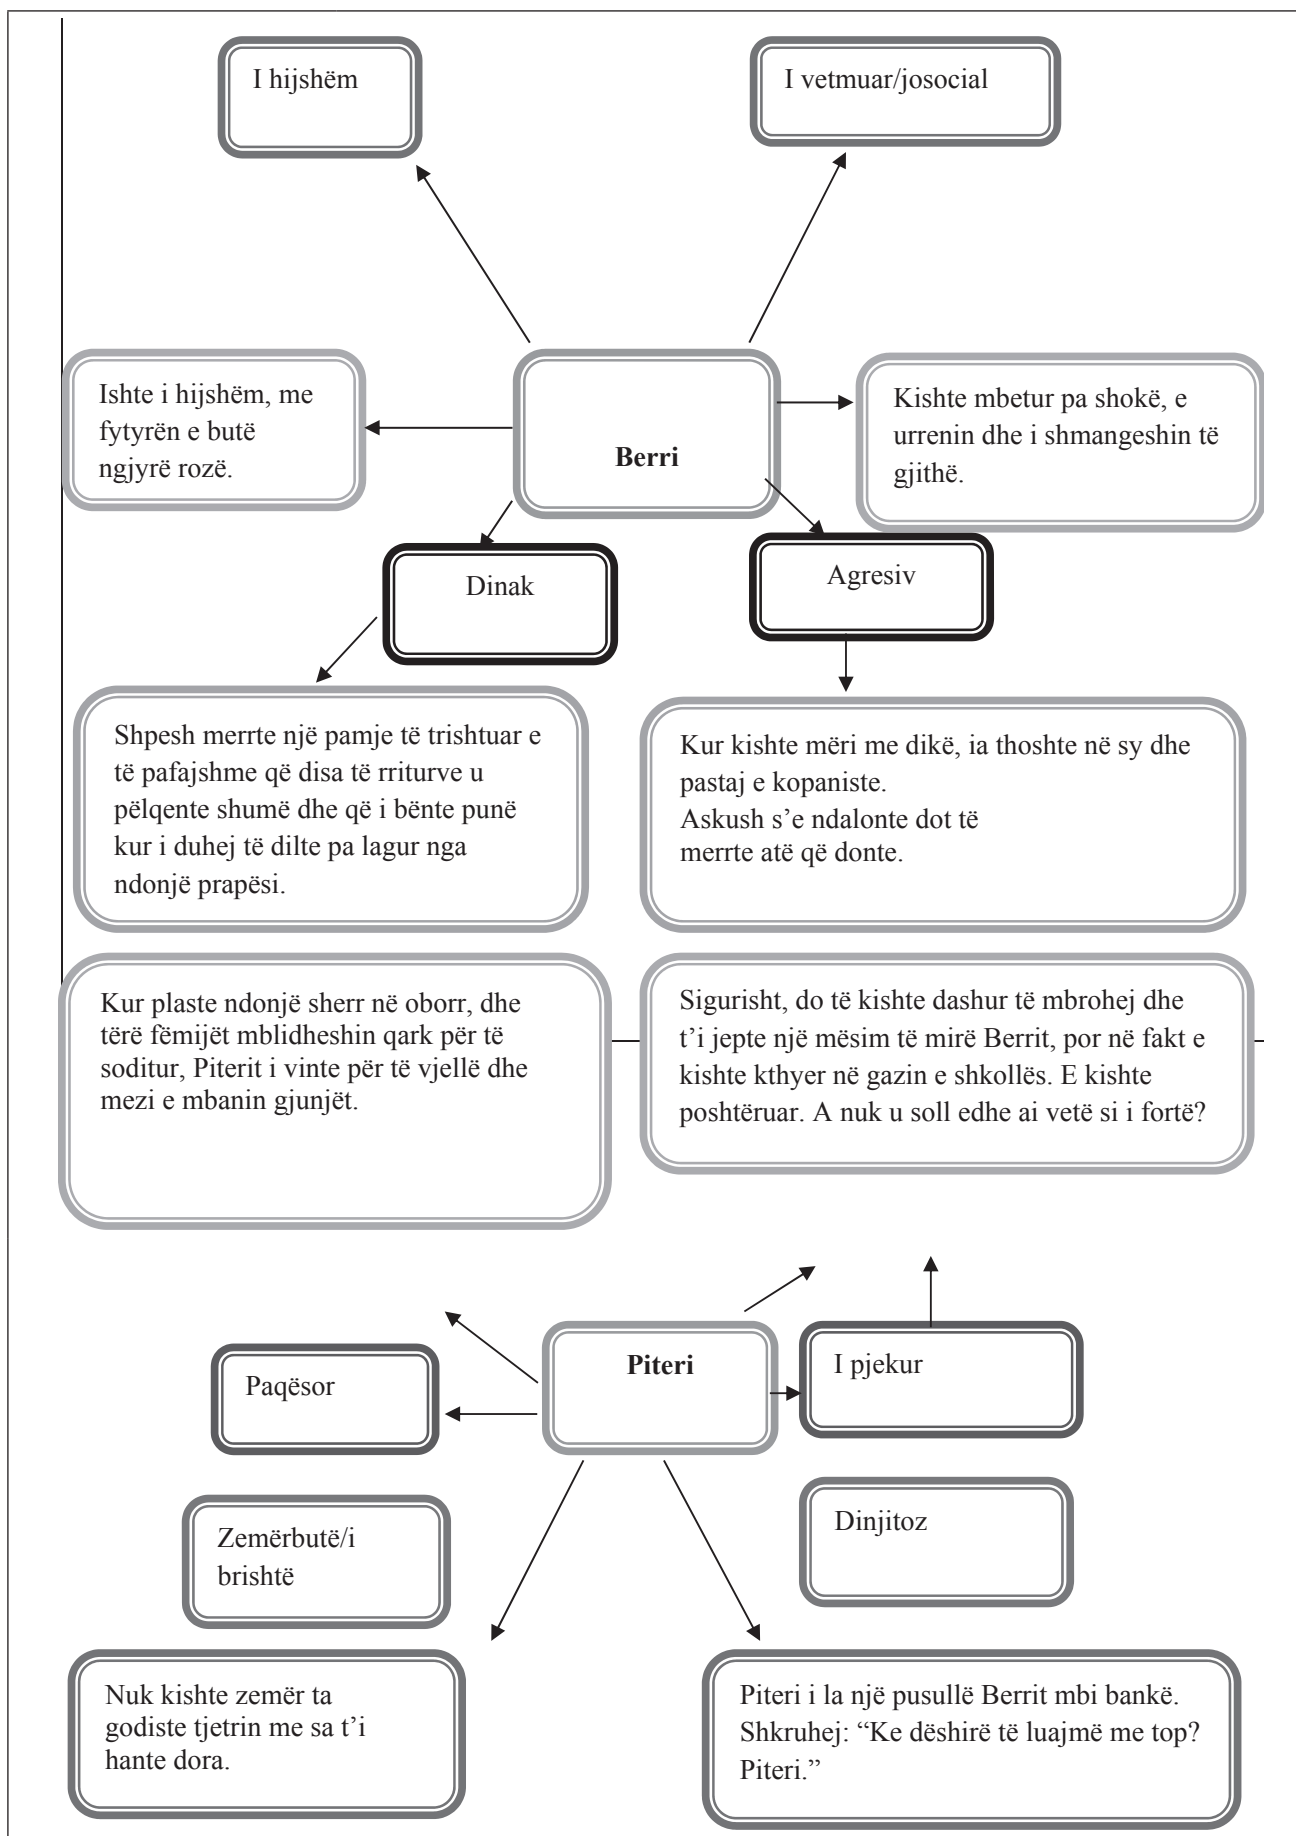 I hijshëm
I vetmuar/josocial
Ishte i hijshëm, me
fytyrën e butë
ngjyrë rozë.
Berri
Kishte mbetur pa shokë, e
urrenin dhe i shmangeshin të
gjithë.
Dinak
Agresiv
Shpesh merrte një pamje të trishtuar e
të pafajshme që disa të rriturve u
pëlqente shumë dhe që i bënte punë
kur i duhej të dilte pa lagur nga
ndonjë prapësi.
Kur kishte mëri me dikë, ia thoshte në sy dhe
pastaj e kopaniste.
Askush s’e ndalonte dot të
merrte atë që donte.
Kur plaste ndonjë sherr në oborr, dhe
tërë fëmijët mblidheshin qark për të
soditur, Piterit i vinte për të vjellë dhe
mezi e mbanin gjunjët.
Sigurisht, do të kishte dashur të mbrohej dhe
t’i jepte një mësim të mirë Berrit, por në fakt e
kishte kthyer në gazin e shkollës. E kishte
poshtëruar. A nuk u soll edhe ai vetë si i fortë?
Paqësor
Piteri
I pjekur
Zemërbutë/i
brishtë
Dinjitoz
Nuk kishte zemër ta
godiste tjetrin me sa t’i
hante dora.
Piteri i la një pusullë Berrit mbi bankë.
Shkruhej: “Ke dëshirë të luajmë me top?
Piteri.”